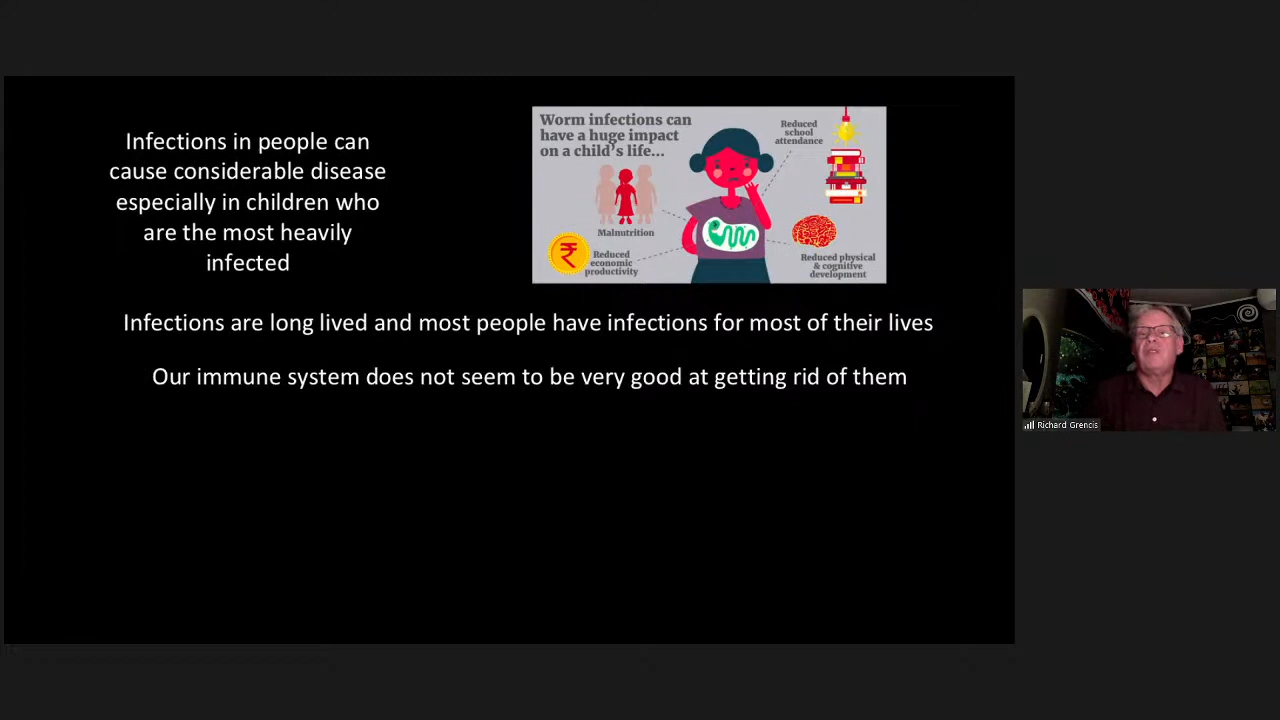 Infections in people can
cause considerable disease
especially in children who
are the most heavily
infected
Worm infections can
have a huge impact
on a child's life...
Reduced
school
attendance
Malnutrition
Reduced
economic
productivity
Reduced physical
& cognitive
development
Infections are long lived and most people have infections for most of their lives
Our immune system does not seem to be very good at getting rid of them
Richard Grencis